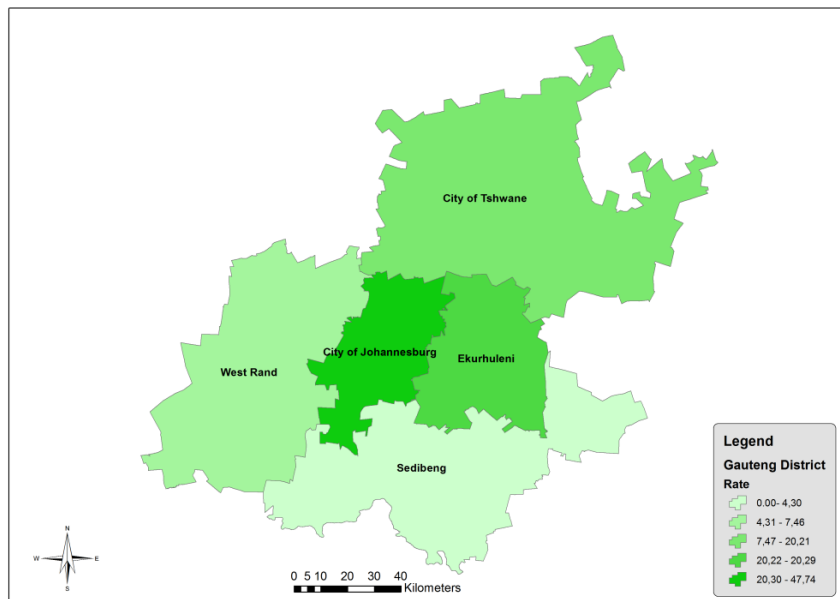 City of Tshwane
City of Johannesburg
Ekurhuleni
West Rand
Sedibeng
Legend
Gauteng District
Rate
0.00- 4,30
4,31 - 7,46
7,47 - 20,21
20,22 - 20,29
20,30 - 47,74
N
W E
S
0 5 10 20 30 40
Kilometers